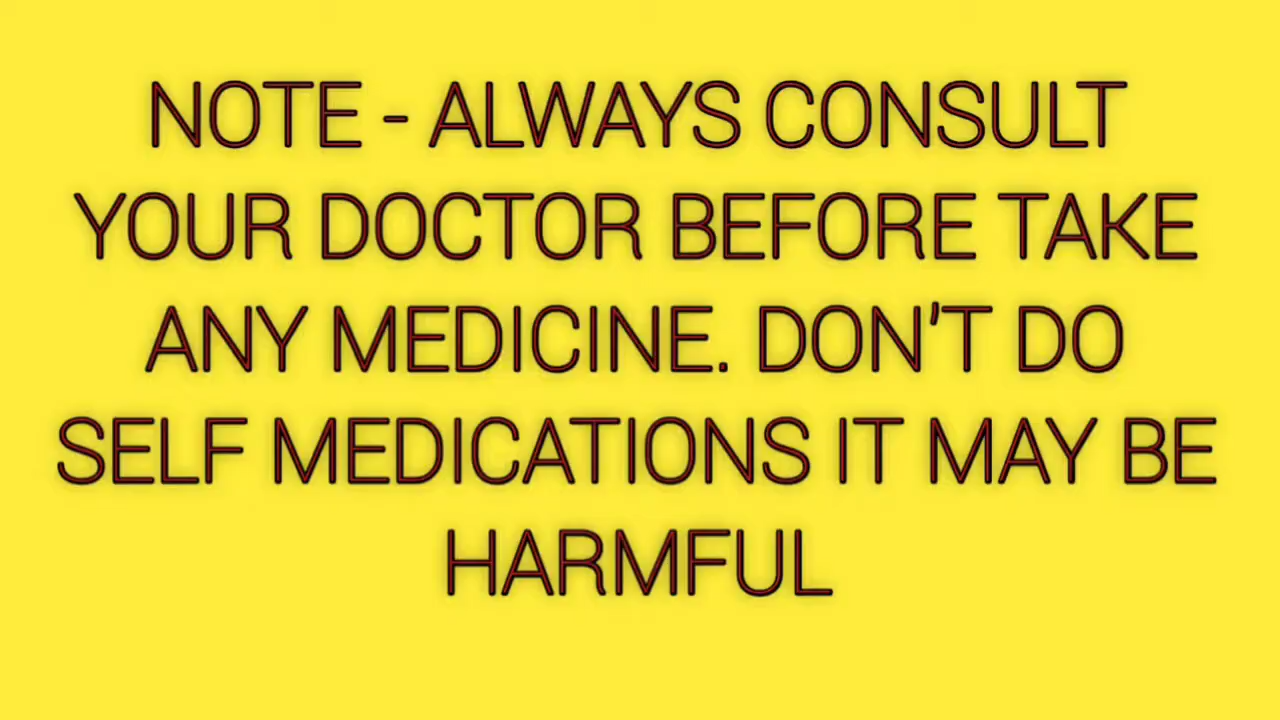 NOTE - ALWAYS CONSULT
YOUR DOCTOR BEFORE TAKE
ANY MEDICINE. DON'T DO
SELF MEDICATIONS IT MAY BE
HARMFUL